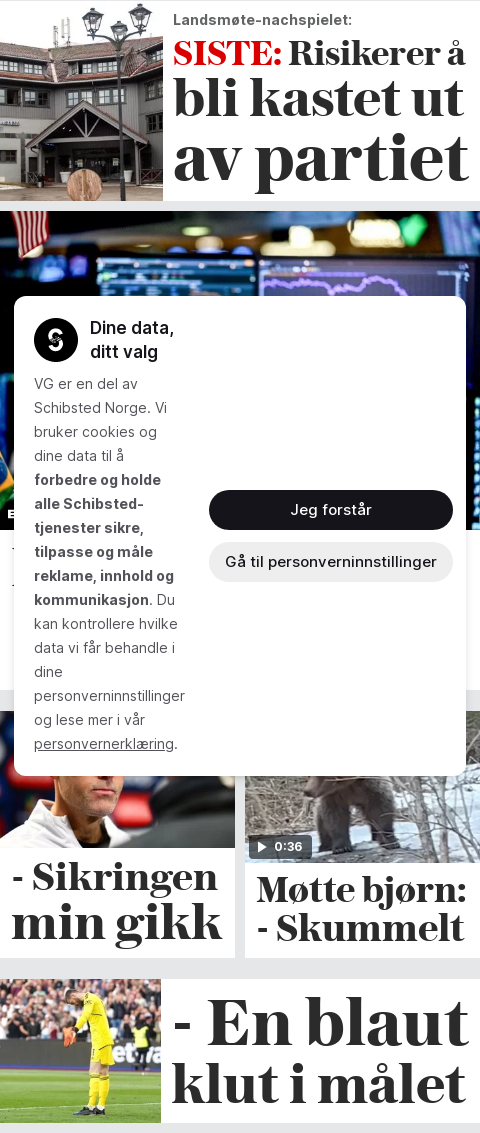 Landsmøte-nachspielet:
SISTE: Risikerer å
bli kastet ut
av partiet
Dine data,
ditt valg
VG er en del av
Schibsted Norge. Vi
bruker cookies og
dine data til å
forbedre og holde
alle Schibsted-
tjenester sikre,
tilpasse og måle
reklame, innhold og
kommunikasjon. Du
kan kontrollere hvilke
data vi får behandle i
dine
personverninnstillinger
og lese mer i vår
personvernerklæring.
Jeg forstår
Gå til personverninnstillinger
- Sikringen
min gikk
0:36
Møtte bjørn:
- Skummelt
- En blaut
klut i målet